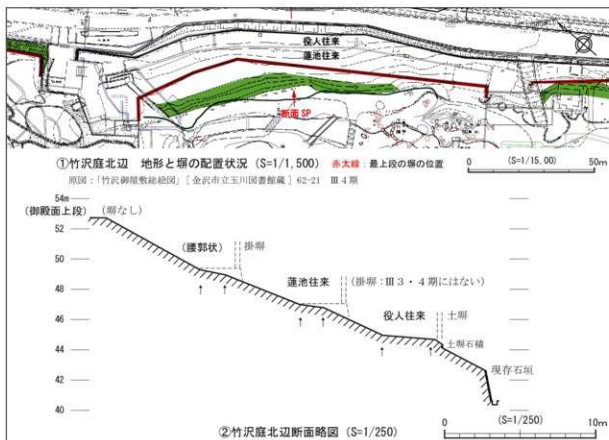 役人往来
蓮池往来
断面SP
①竹沢庭北辺 地形と塀の配置状況 (S=1/1,500) 赤太線：最上段の塀の位置
(S=1/15,00) 50m
原図：「竹沢御屋敷総絵図」［金沢市立玉川図書館蔵］62-21 Ⅲ4期
54m
(御殿面上段) (塀なし)
52
(腰郭状) 掛塀
50
蓮池往来 (掛塀：Ⅲ3・4期にはない)
48
役人往来 土塀
46
土塀石積
44
現存石垣
42
40
②竹沢庭北辺断面略図 (S=1/250)
0 (S=1/250) 10m